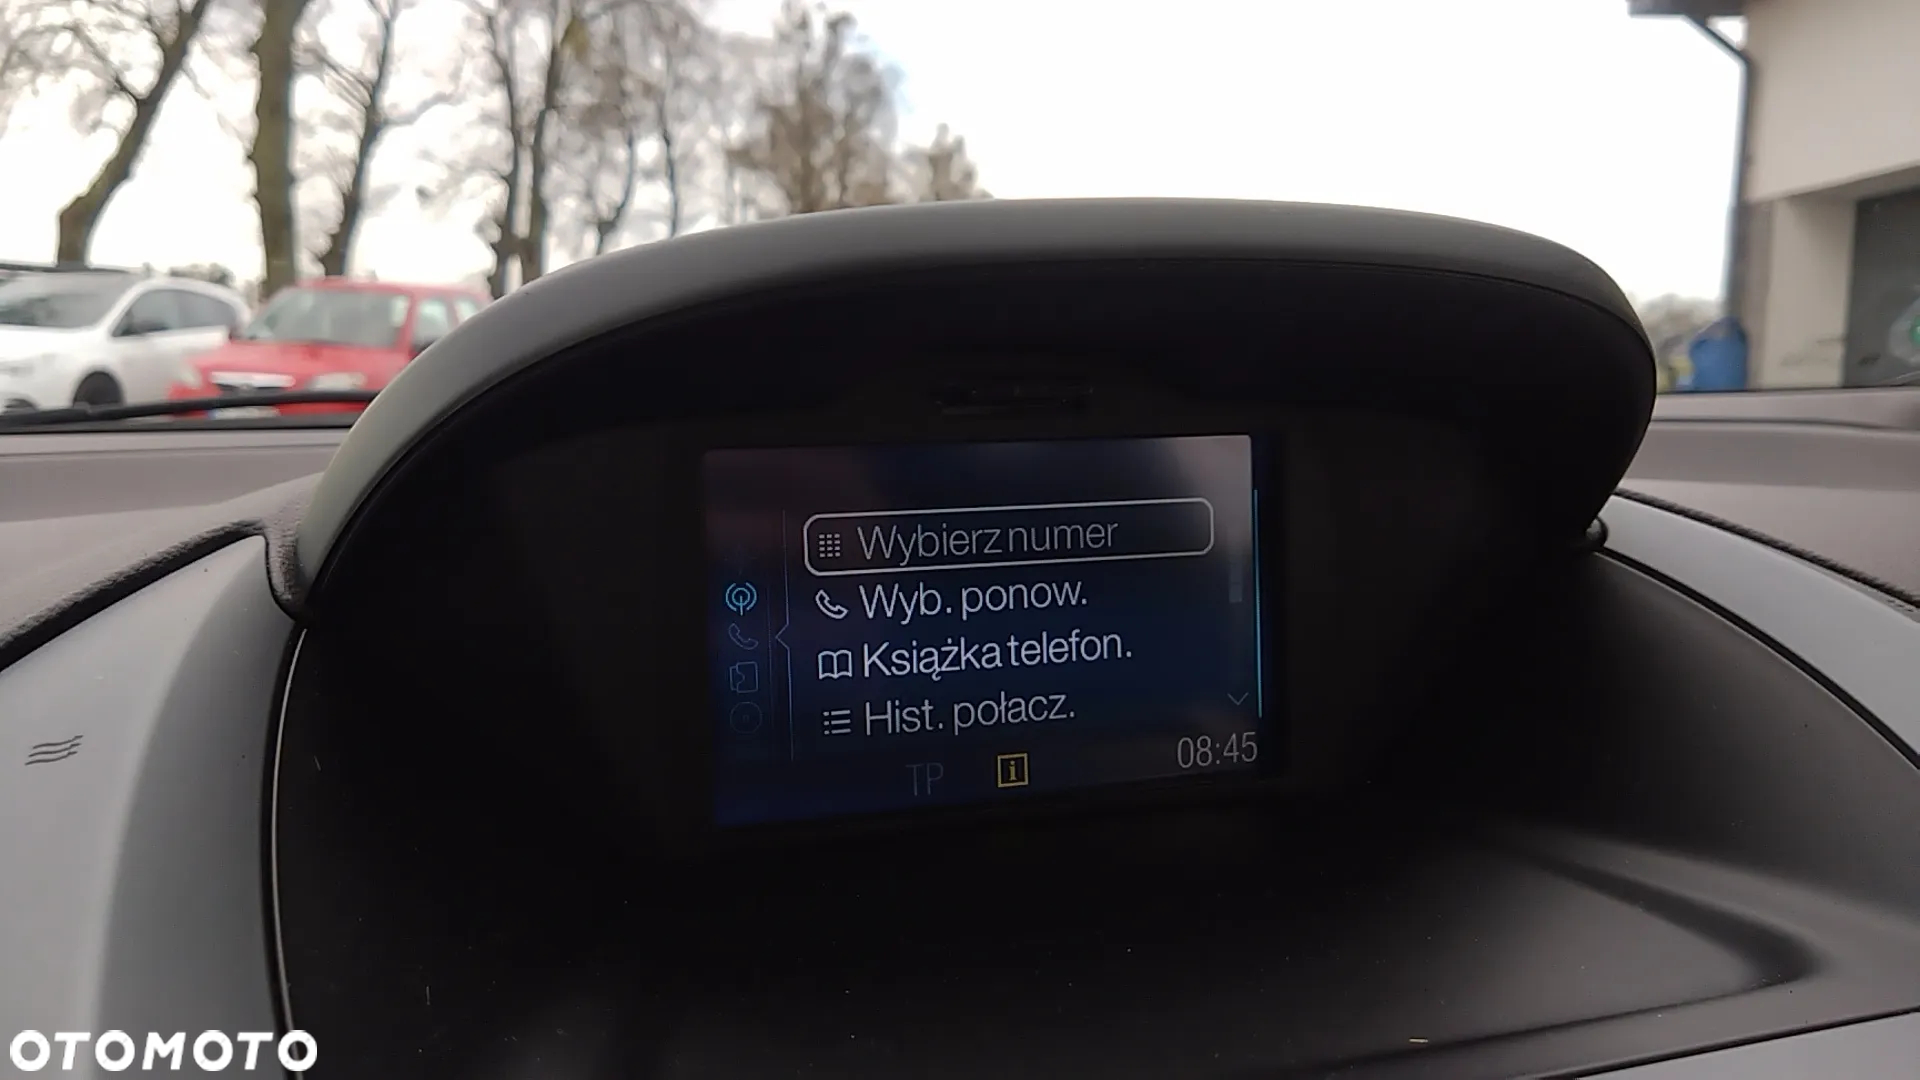 Wybierz numer
Wyb. ponow.
Książka telefon.
Hist. połacz.
TP
i
08:45
OTOMOTO